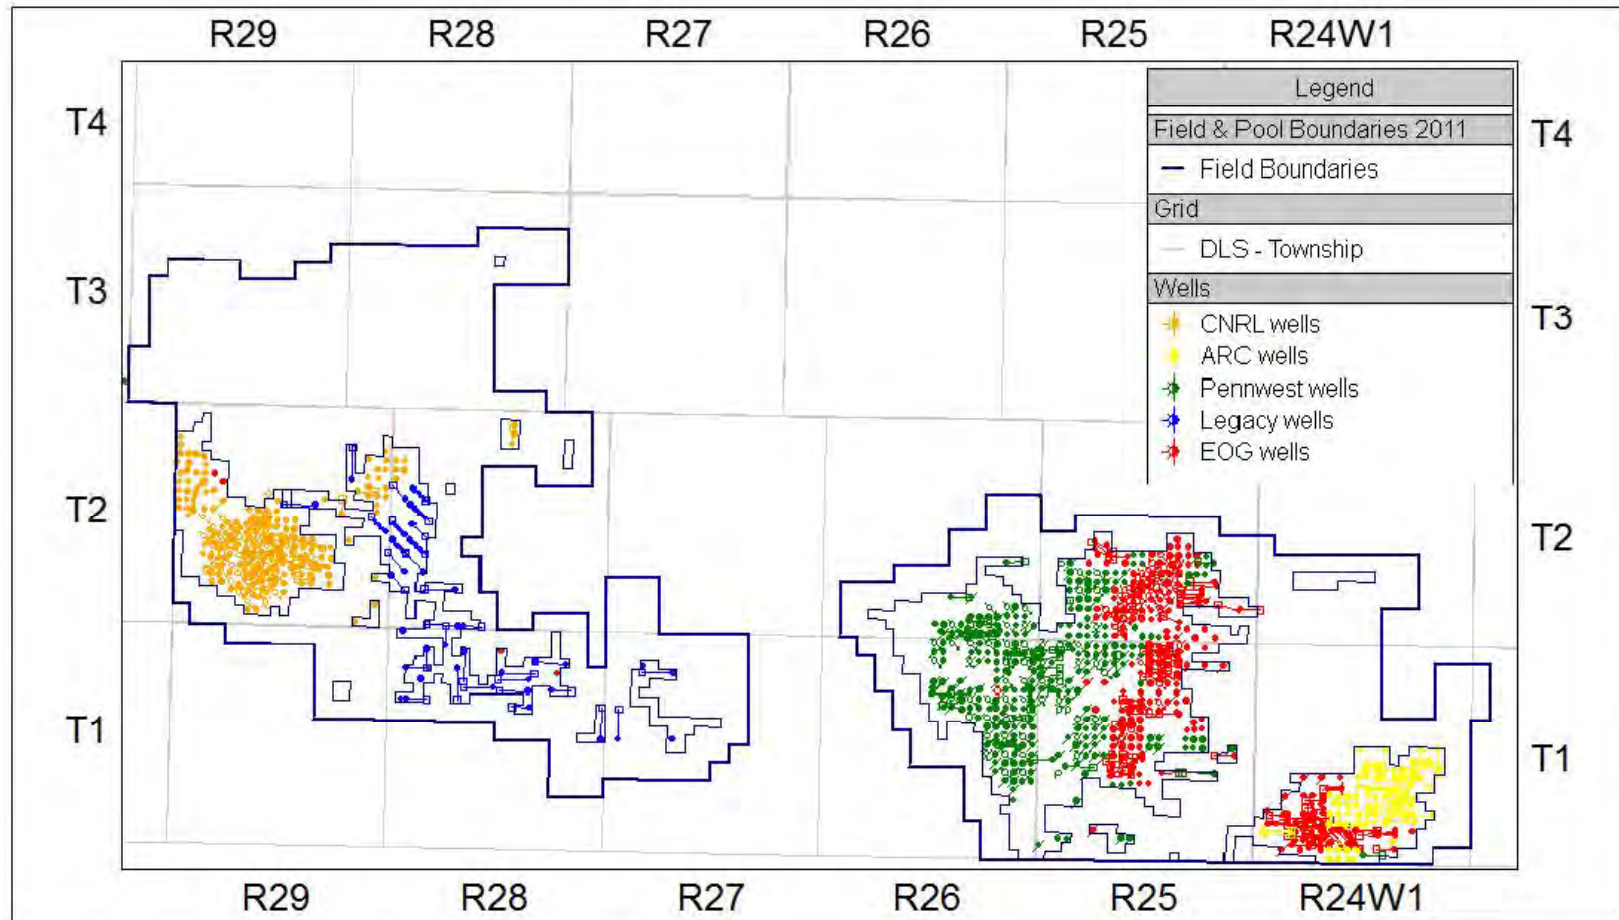 R29 R28 R27 R26 R25 R24W1
Legend
T4 Field & Pool Boundaries 2011 T4
Field Boundaries
Grid
DLS - Township
T3 Wells T3
CNRL wells
ARC wells
Pennwest wells
Legacy wells
EOG wells
T2 T2
T1 T1
R29 R28 R27 R26 R25 R24W1